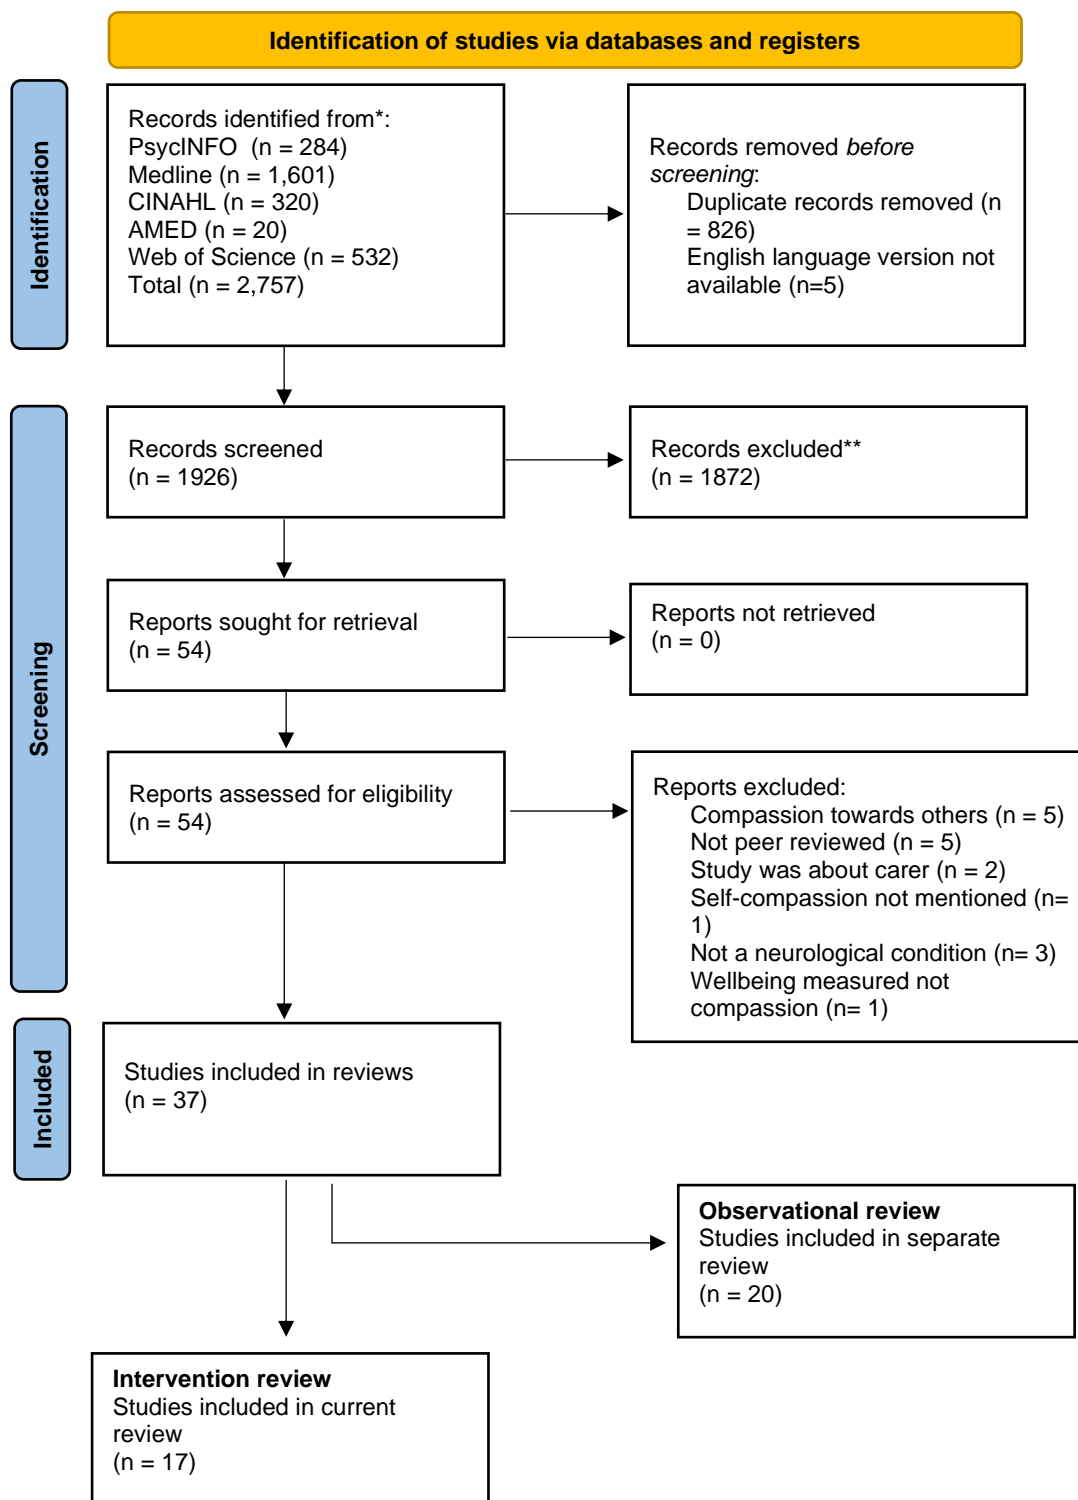 Identification of studies via databases and registers
Identification
Records identified from*:
PsycINFO  (n = 284)
Medline (n = 1,601)
CINAHL (n = 320)
AMED (n = 20)
Web of Science (n = 532)
Total (n = 2,757)
Records removed before
screening:
Duplicate records removed (n
= 826)
English language version not
available (n=5)
Screening
Records screened
(n = 1926)
Records excluded**
(n = 1872)
Reports sought for retrieval
(n = 54)
Reports not retrieved
(n = 0)
Reports assessed for eligibility
(n = 54)
Reports excluded:
Compassion towards others (n = 5)
Not peer reviewed (n = 5)
Study was about carer (n = 2)
Self-compassion not mentioned (n=
1)
Not a neurological condition (n= 3)
Wellbeing measured not
compassion (n= 1)
Included
Studies included in reviews
(n = 37)
Observational review
Studies included in separate
review
(n = 20)
Intervention review
Studies included in current
review
(n = 17)